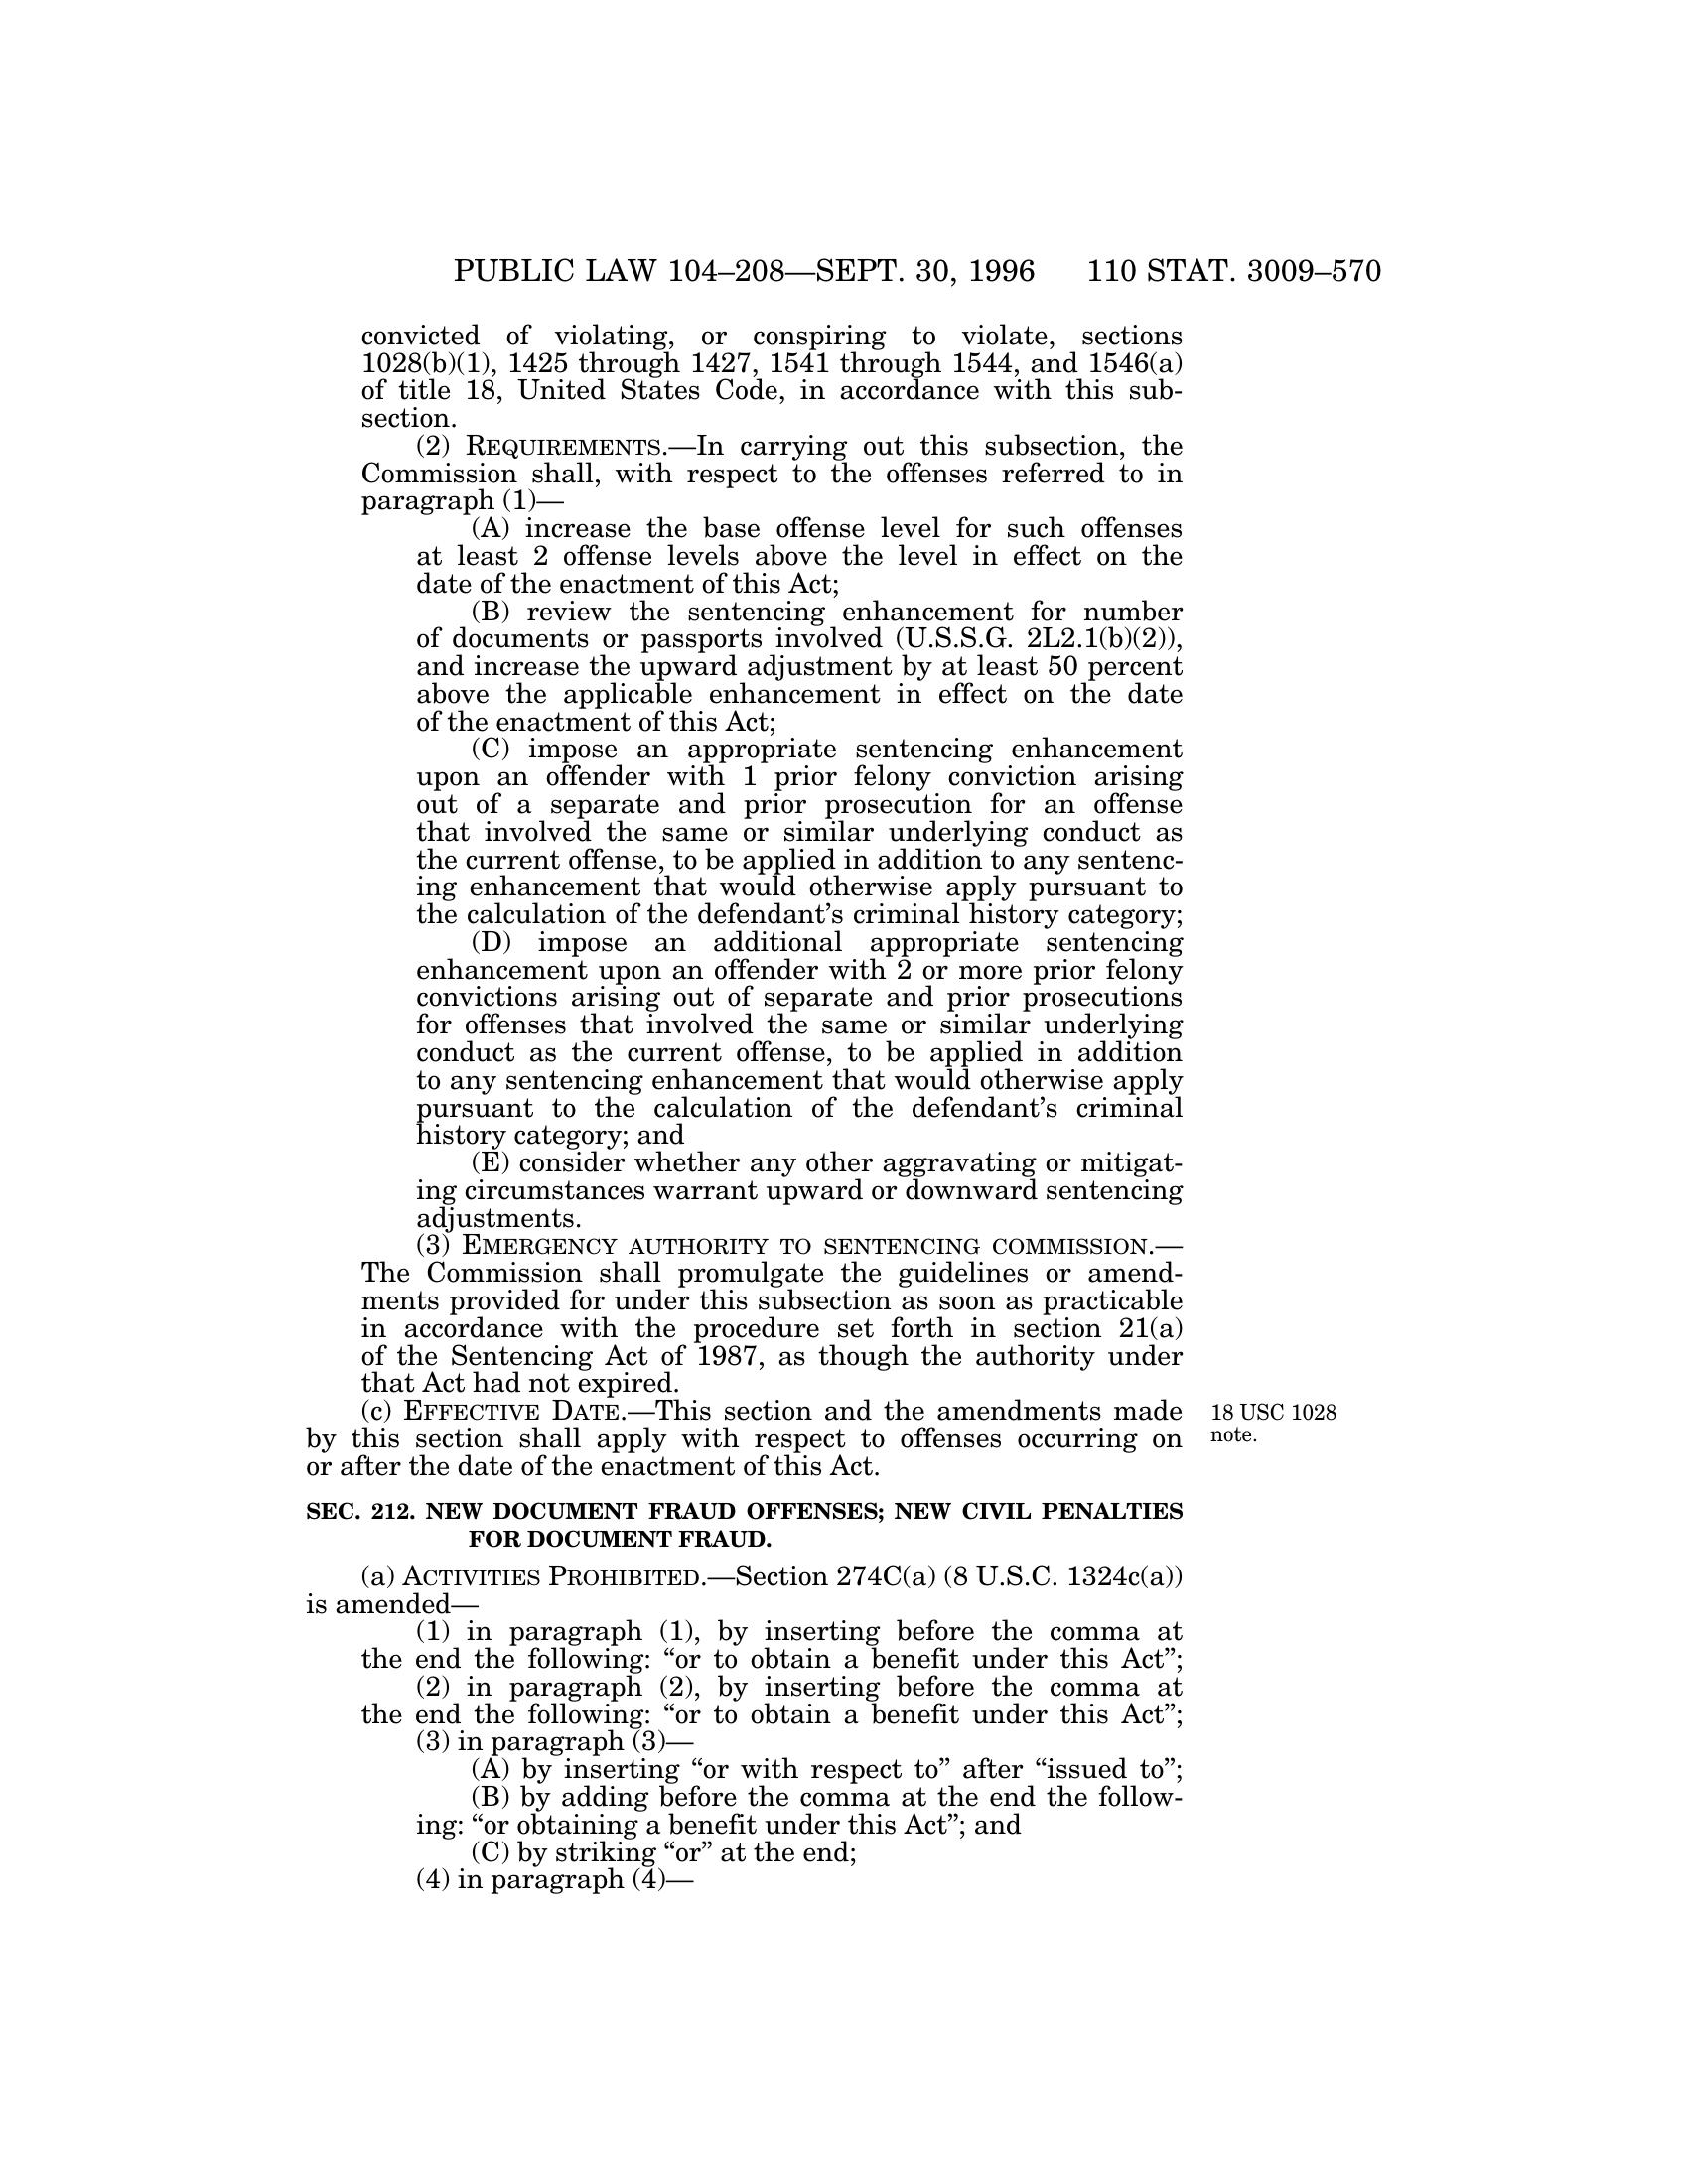 PUBLIC LAW 104–208—SEPT. 30, 1996 110 STAT. 3009–570
convicted of violating, or conspiring to violate, sections
1028(b)(1), 1425 through 1427, 1541 through 1544, and 1546(a)
of title 18, United States Code, in accordance with this sub-
section.
(2) REQUIREMENTS.—In carrying out this subsection, the
Commission shall, with respect to the offenses referred to in
paragraph (1)—
(A) increase the base offense level for such offenses
at least 2 offense levels above the level in effect on the
date of the enactment of this Act;
(B) review the sentencing enhancement for number
of documents or passports involved (U.S.S.G. 2L2.1(b)(2)),
and increase the upward adjustment by at least 50 percent
above the applicable enhancement in effect on the date
of the enactment of this Act;
(C) impose an appropriate sentencing enhancement
upon an offender with 1 prior felony conviction arising
out of a separate and prior prosecution for an offense
that involved the same or similar underlying conduct as
the current offense, to be applied in addition to any sentenc-
ing enhancement that would otherwise apply pursuant to
the calculation of the defendant’s criminal history category;
(D) impose an additional appropriate sentencing
enhancement upon an offender with 2 or more prior felony
convictions arising out of separate and prior prosecutions
for offenses that involved the same or similar underlying
conduct as the current offense, to be applied in addition
to any sentencing enhancement that would otherwise apply
pursuant to the calculation of the defendant’s criminal
history category; and
(E) consider whether any other aggravating or mitigat-
ing circumstances warrant upward or downward sentencing
adjustments.
(3) EMERGENCY AUTHORITY TO SENTENCING COMMISSION.—
The Commission shall promulgate the guidelines or amend-
ments provided for under this subsection as soon as practicable
in accordance with the procedure set forth in section 21(a)
of the Sentencing Act of 1987, as though the authority under
that Act had not expired.
(c) EFFECTIVE DATE.—This section and the amendments made
by this section shall apply with respect to offenses occurring on
or after the date of the enactment of this Act.
18 USC 1028
note.
SEC. 212. NEW DOCUMENT FRAUD OFFENSES; NEW CIVIL PENALTIES
FOR DOCUMENT FRAUD.
(a) ACTIVITIES PROHIBITED.—Section 274C(a) (8 U.S.C. 1324c(a))
is amended—
(1) in paragraph (1), by inserting before the comma at
the end the following: “or to obtain a benefit under this Act”;
(2) in paragraph (2), by inserting before the comma at
the end the following: “or to obtain a benefit under this Act”;
(3) in paragraph (3)—
(A) by inserting “or with respect to” after “issued to”;
(B) by adding before the comma at the end the follow-
ing: “or obtaining a benefit under this Act”; and
(C) by striking “or” at the end;
(4) in paragraph (4)—